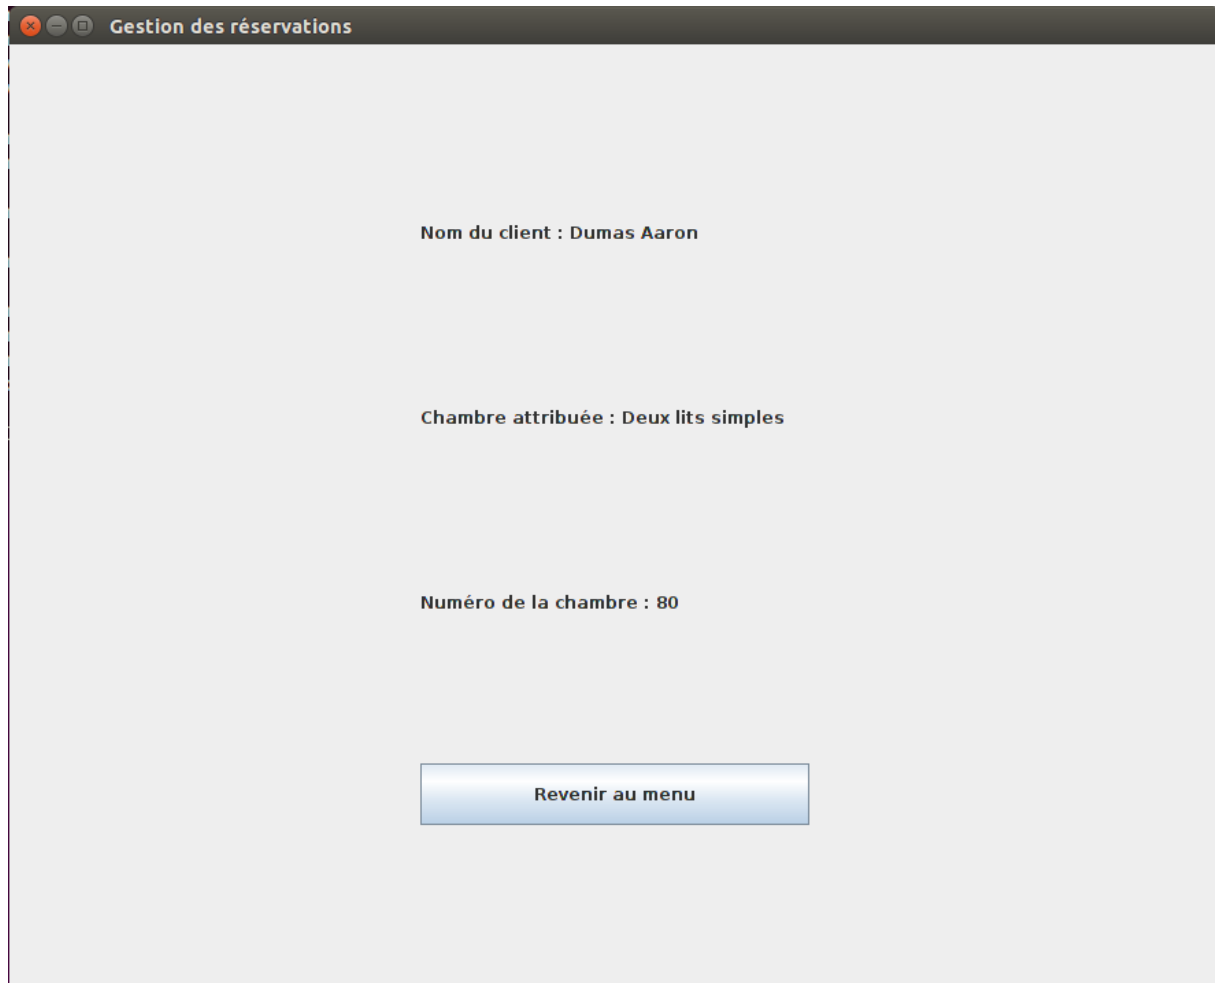 Gestion des réservations
Nom du client : Dumas Aaron
Chambre attribuée : Deux lits simples
Numéro de la chambre : 80
Revenir au menu